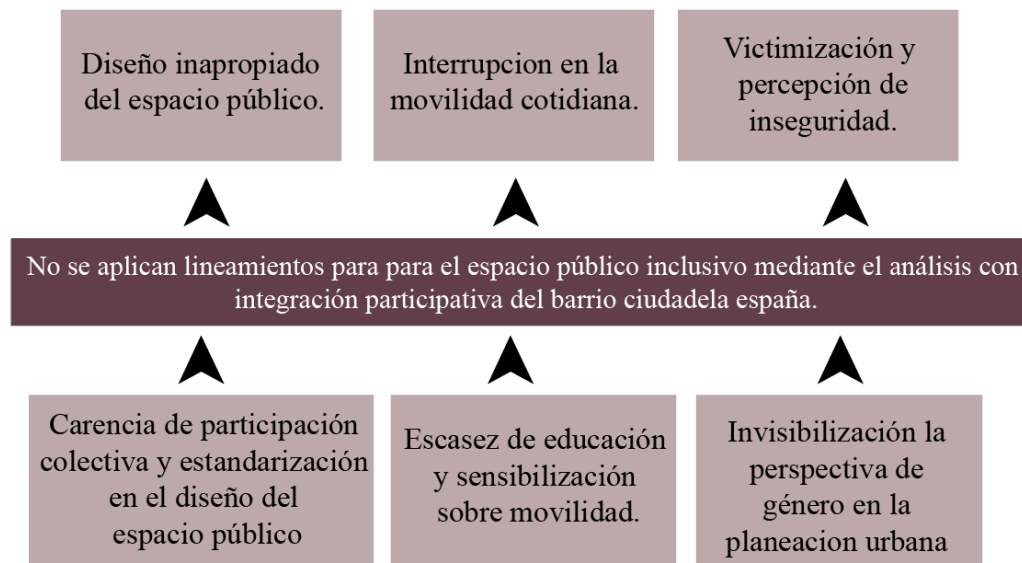 Diseño inapropiado
del espacio público.
Interrupcion en la
movilidad cotidiana.
Victimización y
percepción de
inseguridad.
No se aplican lineamientos para para el espacio público inclusivo mediante el análisis con
integración participativa del barrio ciudadela españa.
Carencia de participación
colectiva y estandarización
en el diseño del
espacio público
Escasez de educación
y sensibilización
sobre movilidad.
Invisibilización la
perspectiva de
género en la
planeacion urbana